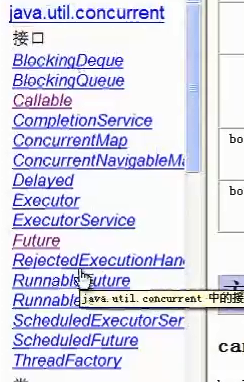 java.util.concurrent
接口
BlockingDeque
BlockingQueue
Callable
CompletionService
ConcurrentMap
ConcurrentNavigableMa
Delayed
Executor
ExecutorService
Future
RejectedExecutionHan
RunnableFuture
Runnable
java.util.concurrent 中的接
ScheduledExecutorSer
ScheduledFuture
ThreadFactory
bo
bo
car